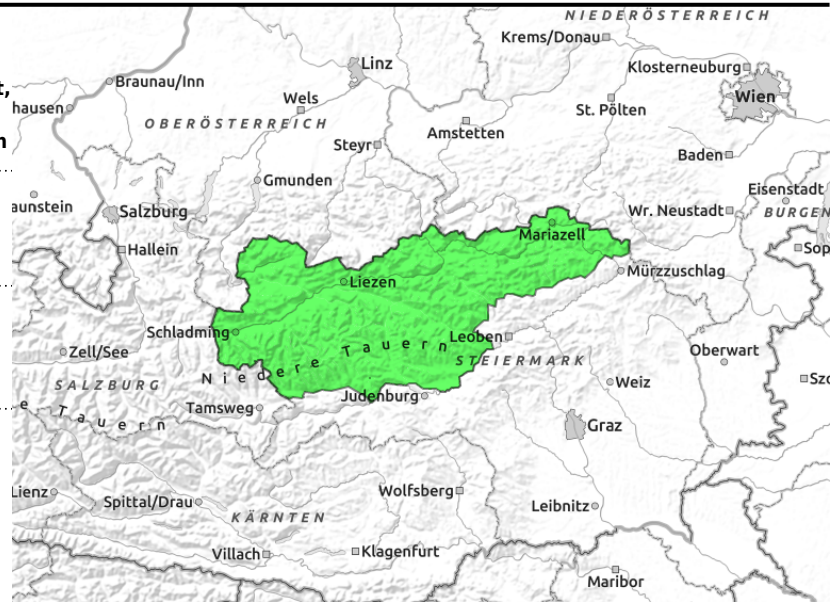 NIEDERÖSTERREICH
Krems/Donau
Linz
Klosterneuburg
Braunau/Inn
t,
Wien
hausen
Wels
St. Pölten
OBERÖSTERREICH
Amstetten
n
Steyr
Baden
Gmunden
Eisenstadt
aunstein
Salzburg
Wr. Neustadt
BURGEN
Mariazell
Hallein
Sop
Mürzzuschlag
Liezen
Schladming
Leoben
Niedere Tauern
Zell/See
STEIERMARK
Oberwart
SALZBURG
Weiz
Szo
Judenburg
Tamsweg
e Tauern
Graz
Lienz
Wolfsberg
Spittal/Drau
Leibnitz
KÄRNTEN
Villach
Klagenfurt
Maribor